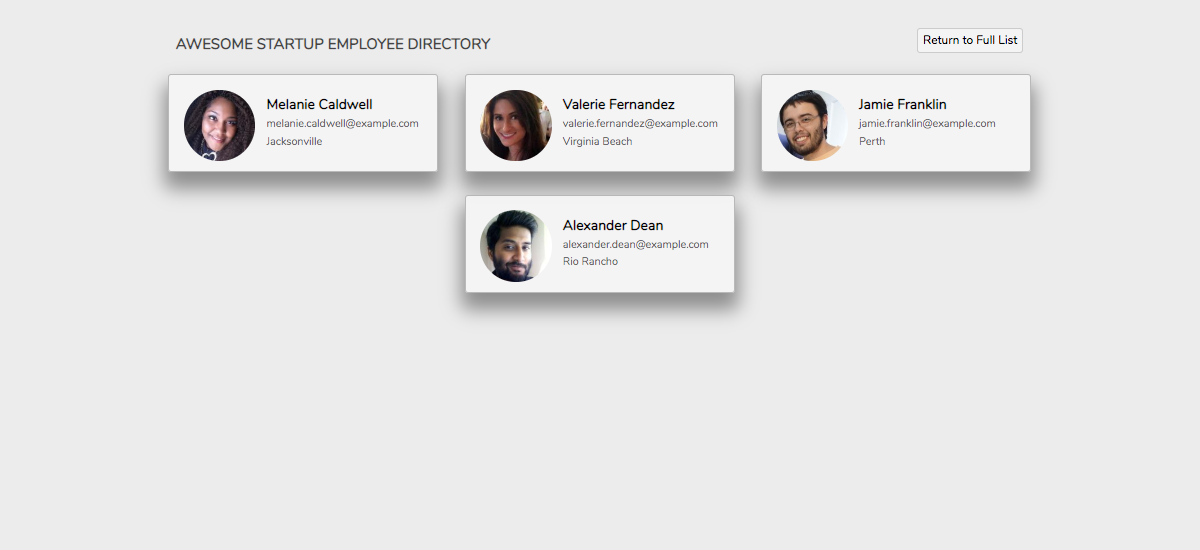 AWESOME STARTUP EMPLOYEE DIRECTORY
Return to Full List
Melanie Caldwell
melanie.caldwell@example.com
Jacksonville
Valerie Fernandez
valerie.fernandez@example.com
Virginia Beach
Jamie Franklin
jamie.franklin@example.com
Perth
Alexander Dean
alexander.dean@example.com
Rio Rancho